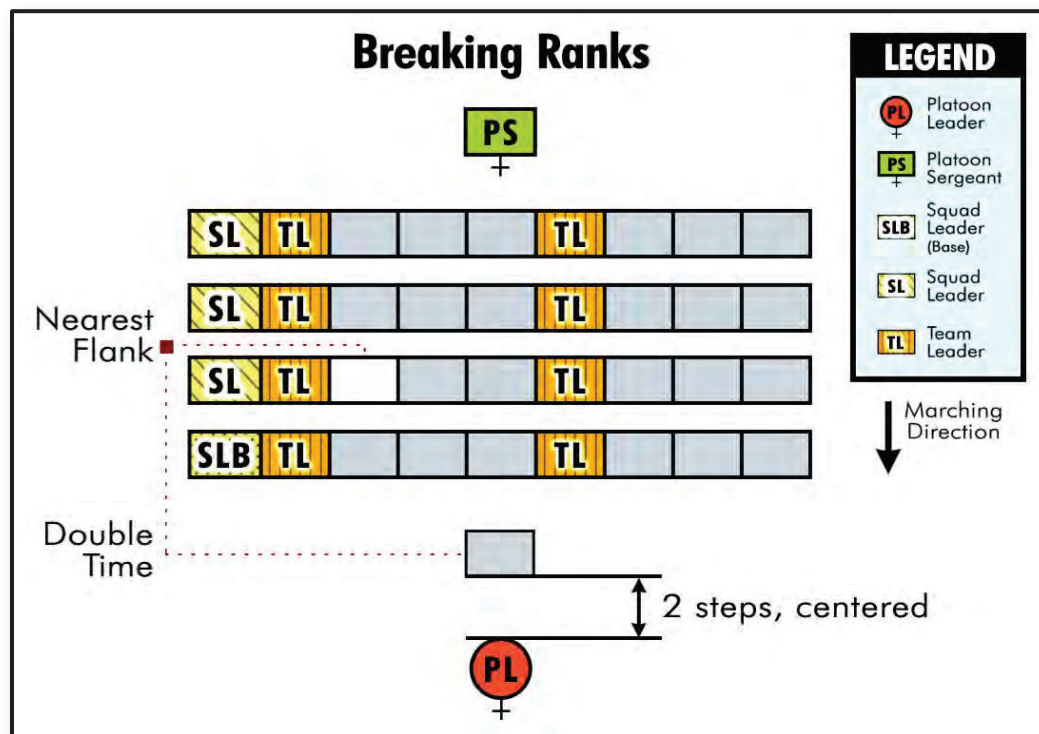 Breaking Ranks
LEGEND
PL Platoon
Leader
PS Platoon
Sergeant
SLB Squad
Leader
(Base)
SL Squad
Leader
TL Team
Leader
Marching
Direction
PS
SL TL TL
SL TL TL
Nearest
Flank
SL TL TL
SLB TL TL
Double
Time
2 steps, centered
PL